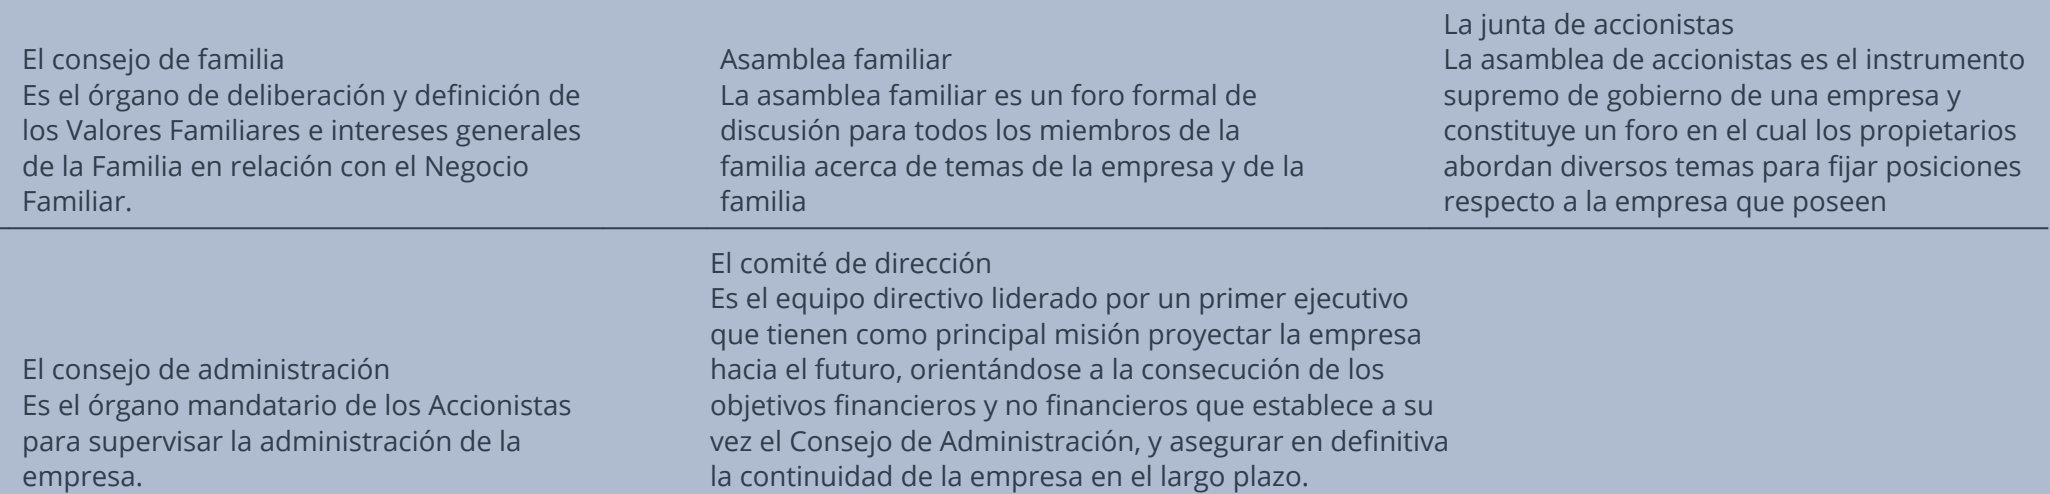 El consejo de familia
Es el órgano de deliberación y definición de
los Valores Familiares e intereses generales
de la Familia en relación con el Negocio
Familiar.
Asamblea familiar
La asamblea familiar es un foro formal de
discusión para todos los miembros de la
familia acerca de temas de la empresa y de la
familia
La junta de accionistas
La asamblea de accionistas es el instrumento
supremo de gobierno de una empresa y
constituye un foro en el cual los propietarios
abordan diversos temas para fijar posiciones
respecto a la empresa que poseen
El consejo de administración
Es el órgano mandatario de los Accionistas
para supervisar la administración de la
empresa.
El comité de dirección
Es el equipo directivo liderado por un primer ejecutivo
que tienen como principal misión proyectar la empresa
hacia el futuro, orientándose a la consecución de los
objetivos financieros y no financieros que establece a su
vez el Consejo de Administración, y asegurar en definitiva
la continuidad de la empresa en el largo plazo.